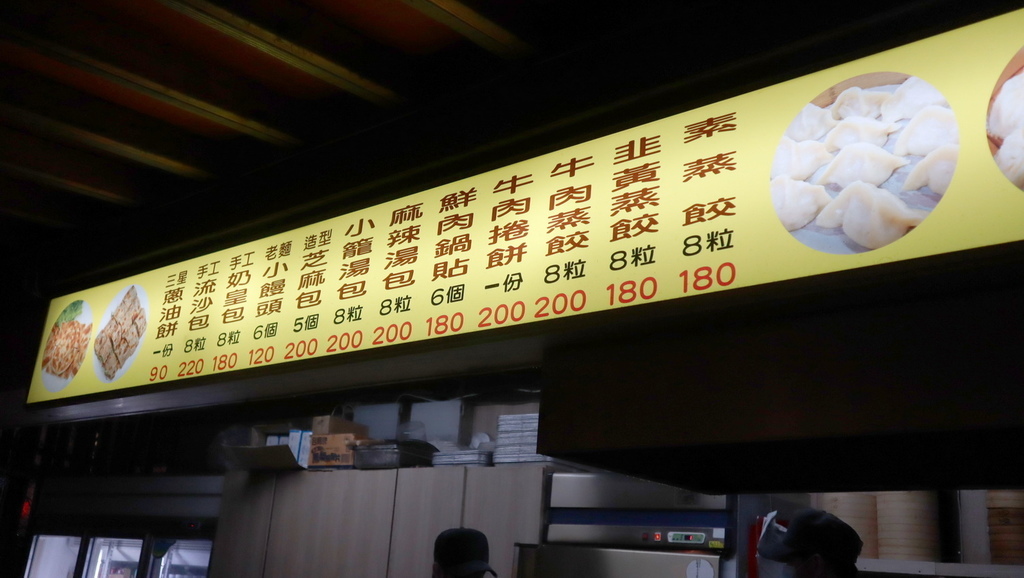 三星蔥油餅 一份 90
手工流沙包 8粒 220
手工奶皇包 8粒 180
老麵小饅頭 6個 120
造型芝麻包 5個 200
小籠湯包 8粒 200
麻辣湯包 8粒 200
鮮肉鍋貼 6個 180
牛肉捲餅 一份 200
牛肉蒸餃 8粒 200
韭黃蒸餃 8粒 180
素蒸餃 8粒 180